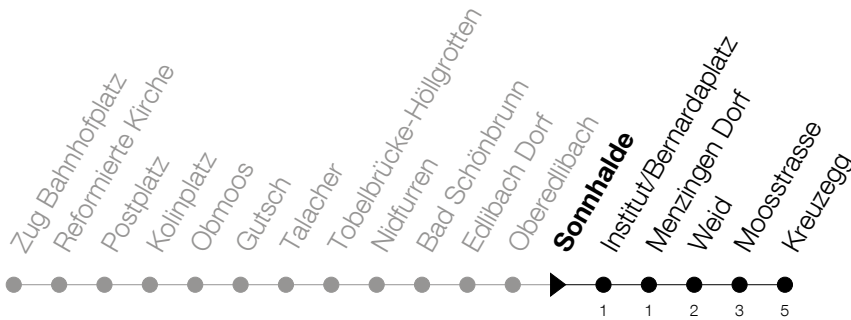 Zug Bahnhofplatz
Reformierte Kirche
Postplatz
Kolinplatz
Obmoos
Gutsch
Talacher
Tobelbrücke-Höllgrotten
Nidfurren
Bad Schönbrunn
Edlibach Dorf
Oberedlibach
Sonnhalde
Institut/Bernardaplatz
Menzingen Dorf
Weid
Moosstrasse
Kreuzegg
1 1 2 3 5